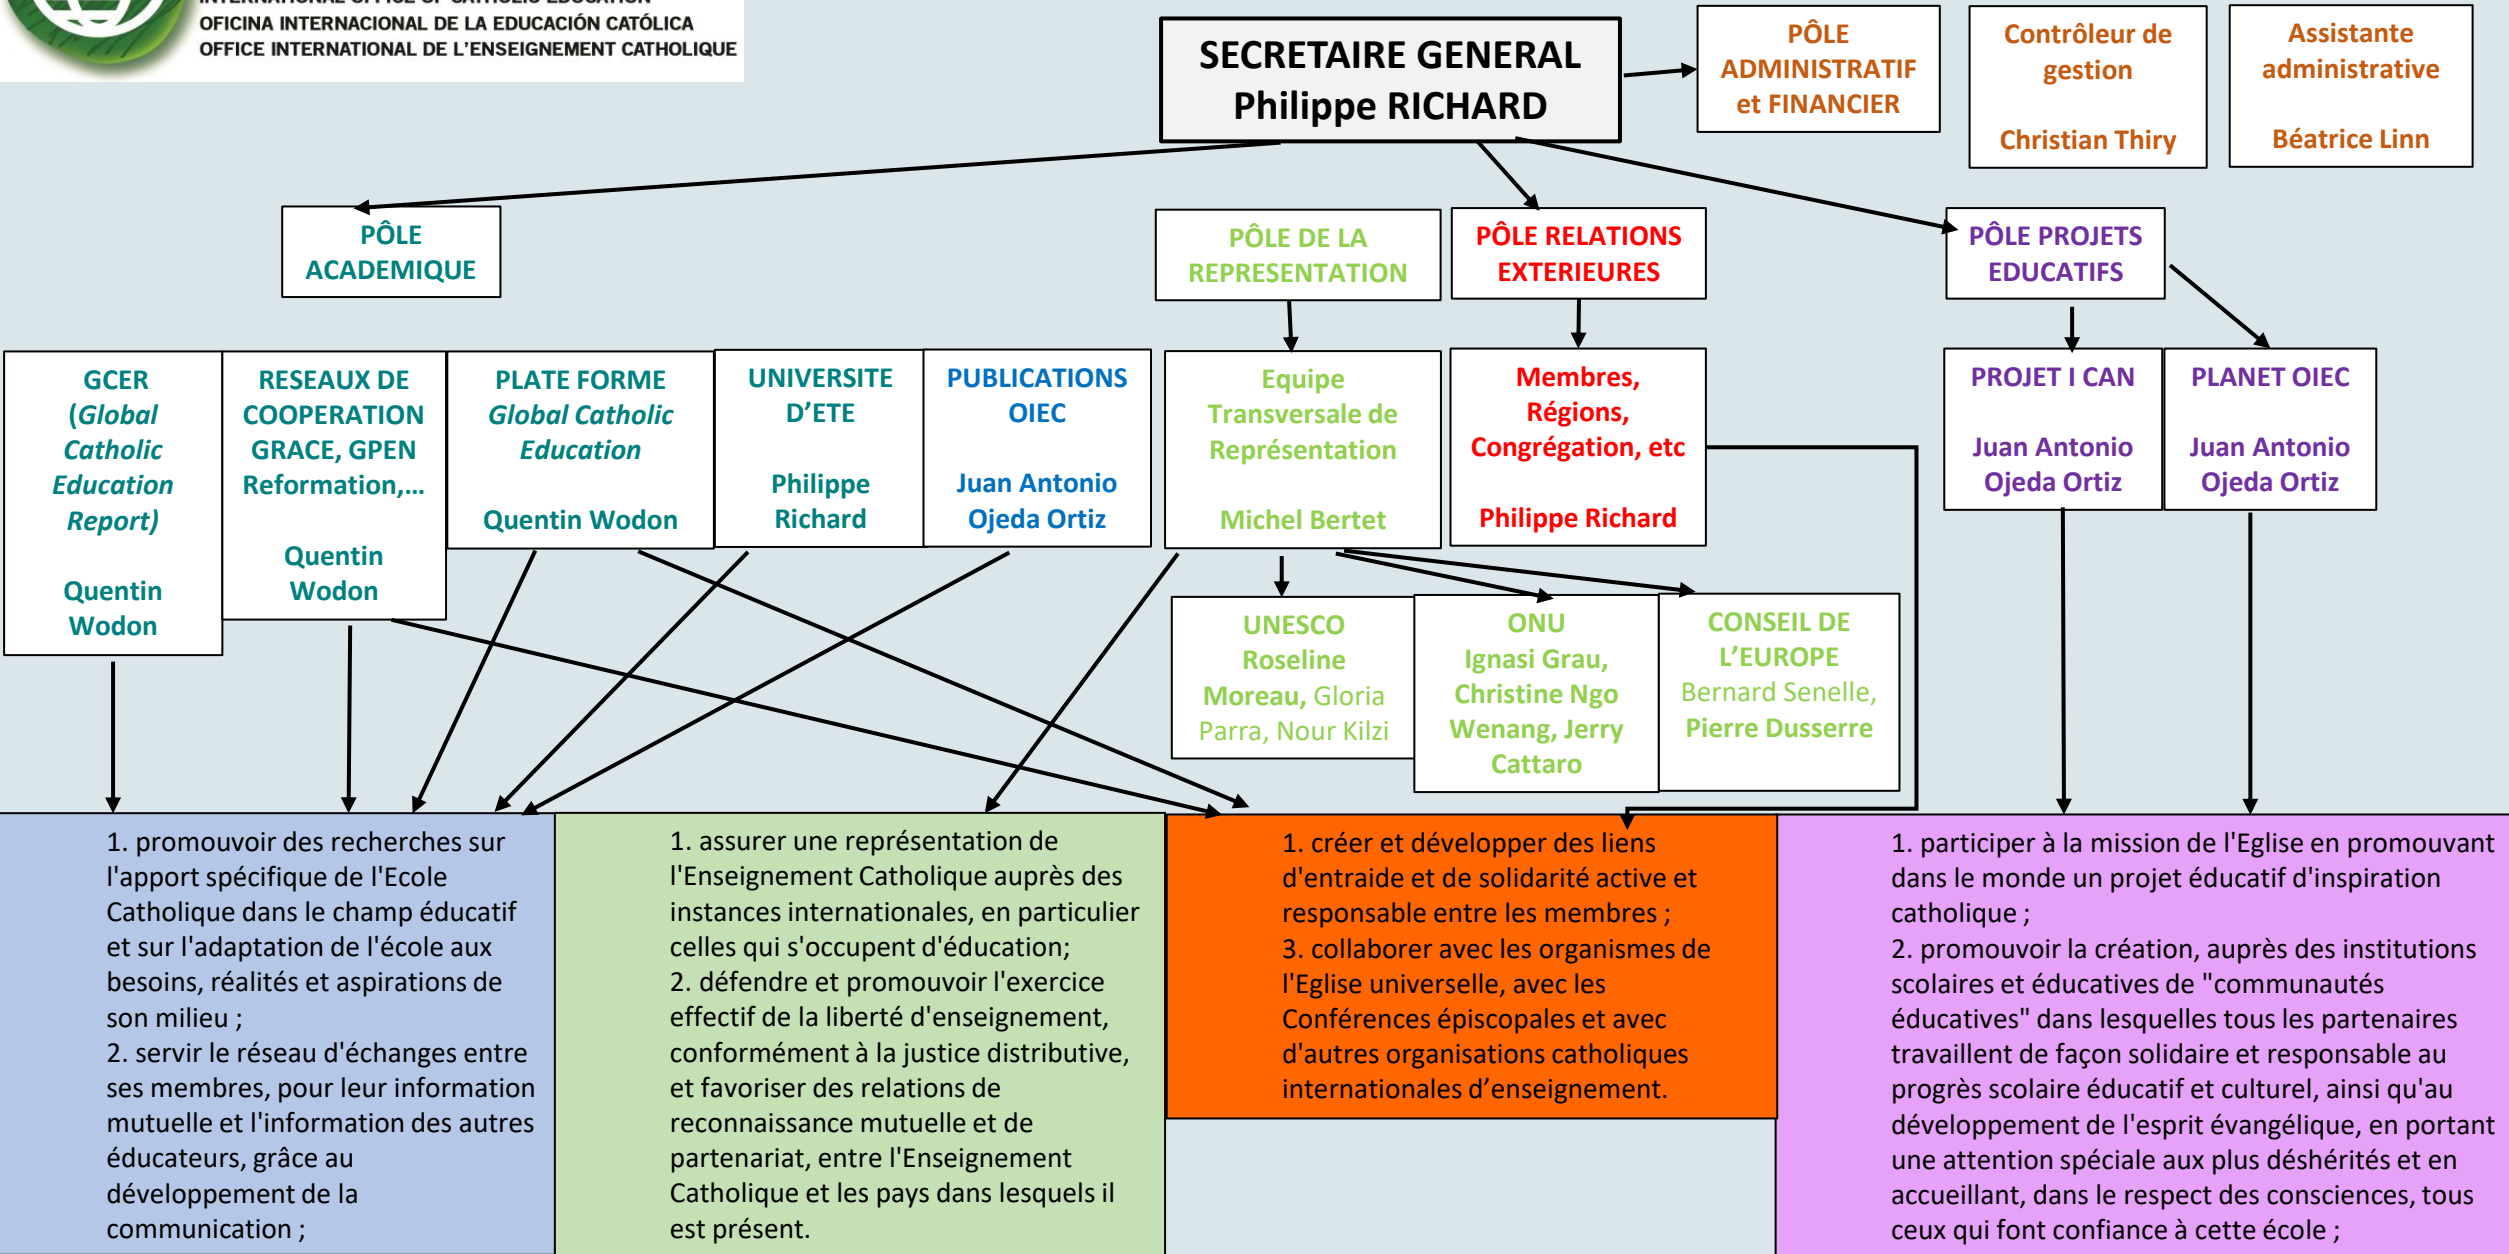 INTERNATIONAL OFFICE OF CATHOLIC EDUCATION
OFICINA INTERNACIONAL DE LA EDUCACIÓN CATÓLICA
OFFICE INTERNATIONAL DE L'ENSEIGNEMENT CATHOLIQUE
SECRETAIRE GENERAL
Philippe RICHARD
PÔLE
ADMINISTRATIF
et FINANCIER
Contrôleur de
gestion
Christian Thiry
Assistante
administrative
Béatrice Linn
PÔLE
ACADEMIQUE
PÔLE DE LA
REPRESENTATION
PÔLE RELATIONS
EXTERIEURES
PÔLE PROJETS
EDUCATIFS
GCER
(Global
Catholic
Education
Report)
Quentin
Wodon
RESEAUX DE
COOPERATION
GRACE, GPEN
Reformation,…
Quentin
Wodon
PLATE FORME
Global Catholic
Education
Quentin Wodon
UNIVERSITE
D’ETE
Philippe
Richard
PUBLICATIONS
OIEC
Juan Antonio
Ojeda Ortiz
Equipe
Transversale de
Représentation
Michel Bertet
Membres,
Régions,
Congrégation, etc
Philippe Richard
PROJET I CAN
Juan Antonio
Ojeda Ortiz
PLANET OIEC
Juan Antonio
Ojeda Ortiz
UNESCO
Roseline
Moreau, Gloria
Parra, Nour Kilzi
ONU
Ignasi Grau,
Christine Ngo
Wenang, Jerry
Cattaro
CONSEIL DE
L’EUROPE
Bernard Senelle,
Pierre Dusserre
1. promouvoir des recherches sur
l'apport spécifique de l'Ecole
Catholique dans le champ éducatif
et sur l'adaptation de l'école aux
besoins, réalités et aspirations de
son milieu ;
2. servir le réseau d'échanges entre
ses membres, pour leur information
mutuelle et l'information des autres
éducateurs, grâce au
développement de la
communication ;
1. assurer une représentation de
l'Enseignement Catholique auprès des
instances internationales, en particulier
celles qui s'occupent d'éducation;
2. défendre et promouvoir l'exercice
effectif de la liberté d'enseignement,
conformément à la justice distributive,
et favoriser des relations de
reconnaissance mutuelle et de
partenariat, entre l'Enseignement
Catholique et les pays dans lesquels il
est présent.
1. créer et développer des liens
d'entraide et de solidarité active et
responsable entre les membres ;
3. collaborer avec les organismes de
l'Eglise universelle, avec les
Conférences épiscopales et avec
d'autres organisations catholiques
internationales d’enseignement.
1. participer à la mission de l'Eglise en promouvant
dans le monde un projet éducatif d'inspiration
catholique ;
2. promouvoir la création, auprès des institutions
scolaires et éducatives de "communautés
éducatives" dans lesquelles tous les partenaires
travaillent de façon solidaire et responsable au
progrès scolaire éducatif et culturel, ainsi qu'au
développement de l'esprit évangélique, en portant
une attention spéciale aux plus déshérités et en
accueillant, dans le respect des consciences, tous
ceux qui font confiance à cette école ;